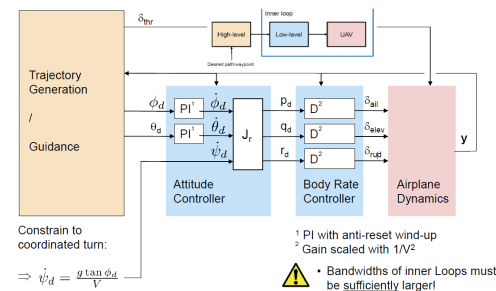 δthr
Inner loop
High-level
Low-level
UAV
Desired path/waypoint
Trajectory
Generation
/
Guidance
ϕd
PI¹
ϕ̇d
θd
PI¹
θ̇d
ψ̇d
Jr
pd
D²
δail
qd
D²
δelev
rd
D²
δrud
y
Attitude
Controller
Body Rate
Controller
Airplane
Dynamics
Constrain to
coordinated turn:
⇒ ψ̇d = g tan ϕd / V
¹ PI with anti-reset wind-up
² Gain scaled with 1/V²
• Bandwidths of inner Loops must
be sufficiently larger!